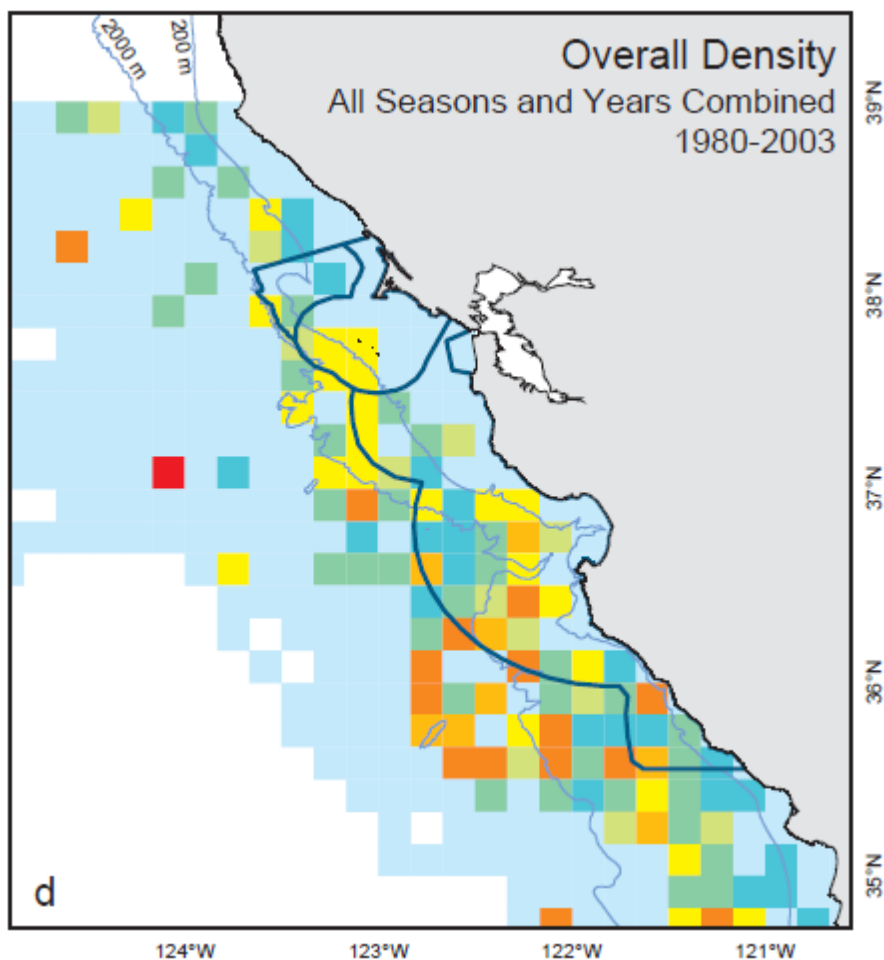 2000 m
200 m
Overall Density
All Seasons and Years Combined
1980-2003
39°N
38°N
37°N
36°N
35°N
d
124°W
123°W
122°W
121°W